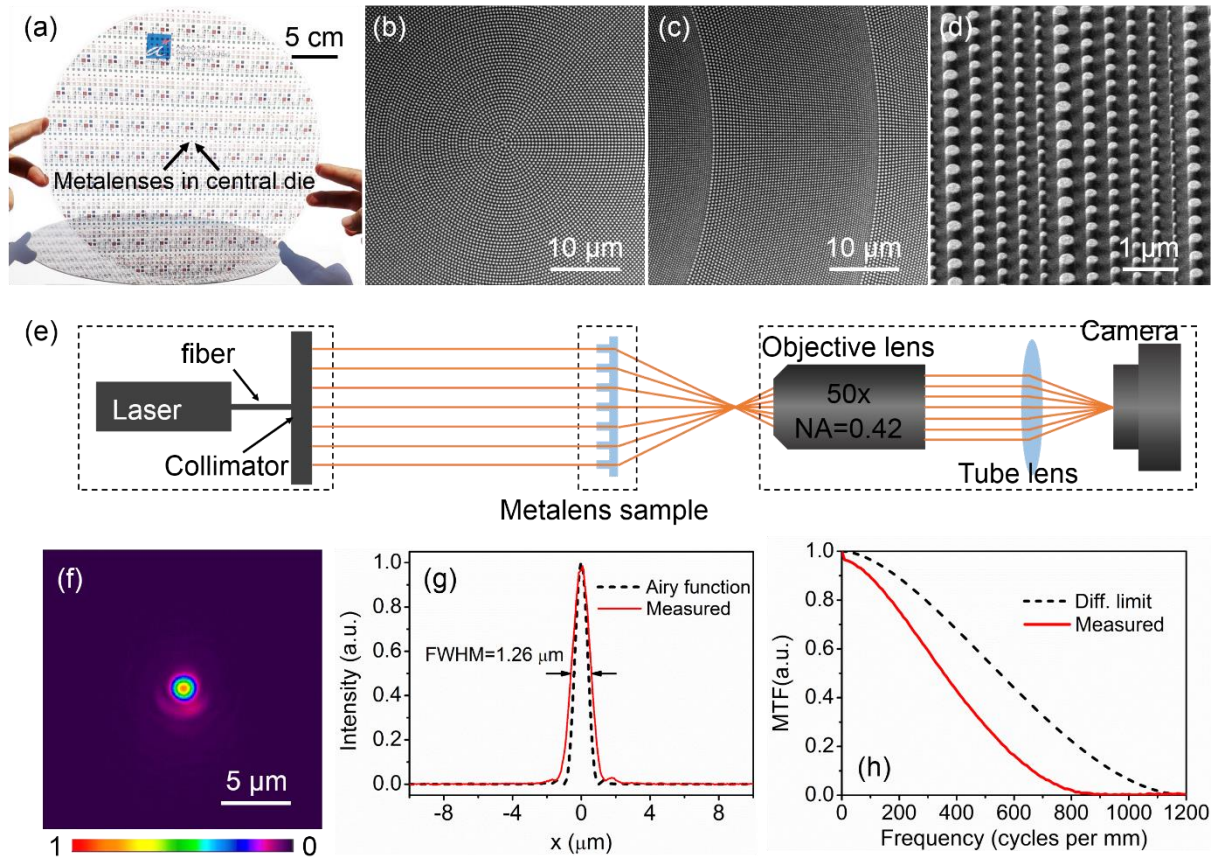 (a)
5 cm
Metalenses in central die
(b)
10 µm
(c)
10 µm
(d)
1 µm
(e)
fiber
Laser
Collimator
Metalens sample
Objective lens
50x
NA=0.42
Tube lens
Camera
(f)
5 µm
1
0
(g)
Airy function
Measured
FWHM=1.26 µm
Intensity (a.u.)
1.0
0.8
0.6
0.4
0.2
0.0
-8
-4
0
4
8
x (µm)
(h)
Diff. limit
Measured
MTF(a.u.)
1.0
0.8
0.6
0.4
0.2
0.0
0
200
400
600
800
1000
1200
Frequency (cycles per mm)